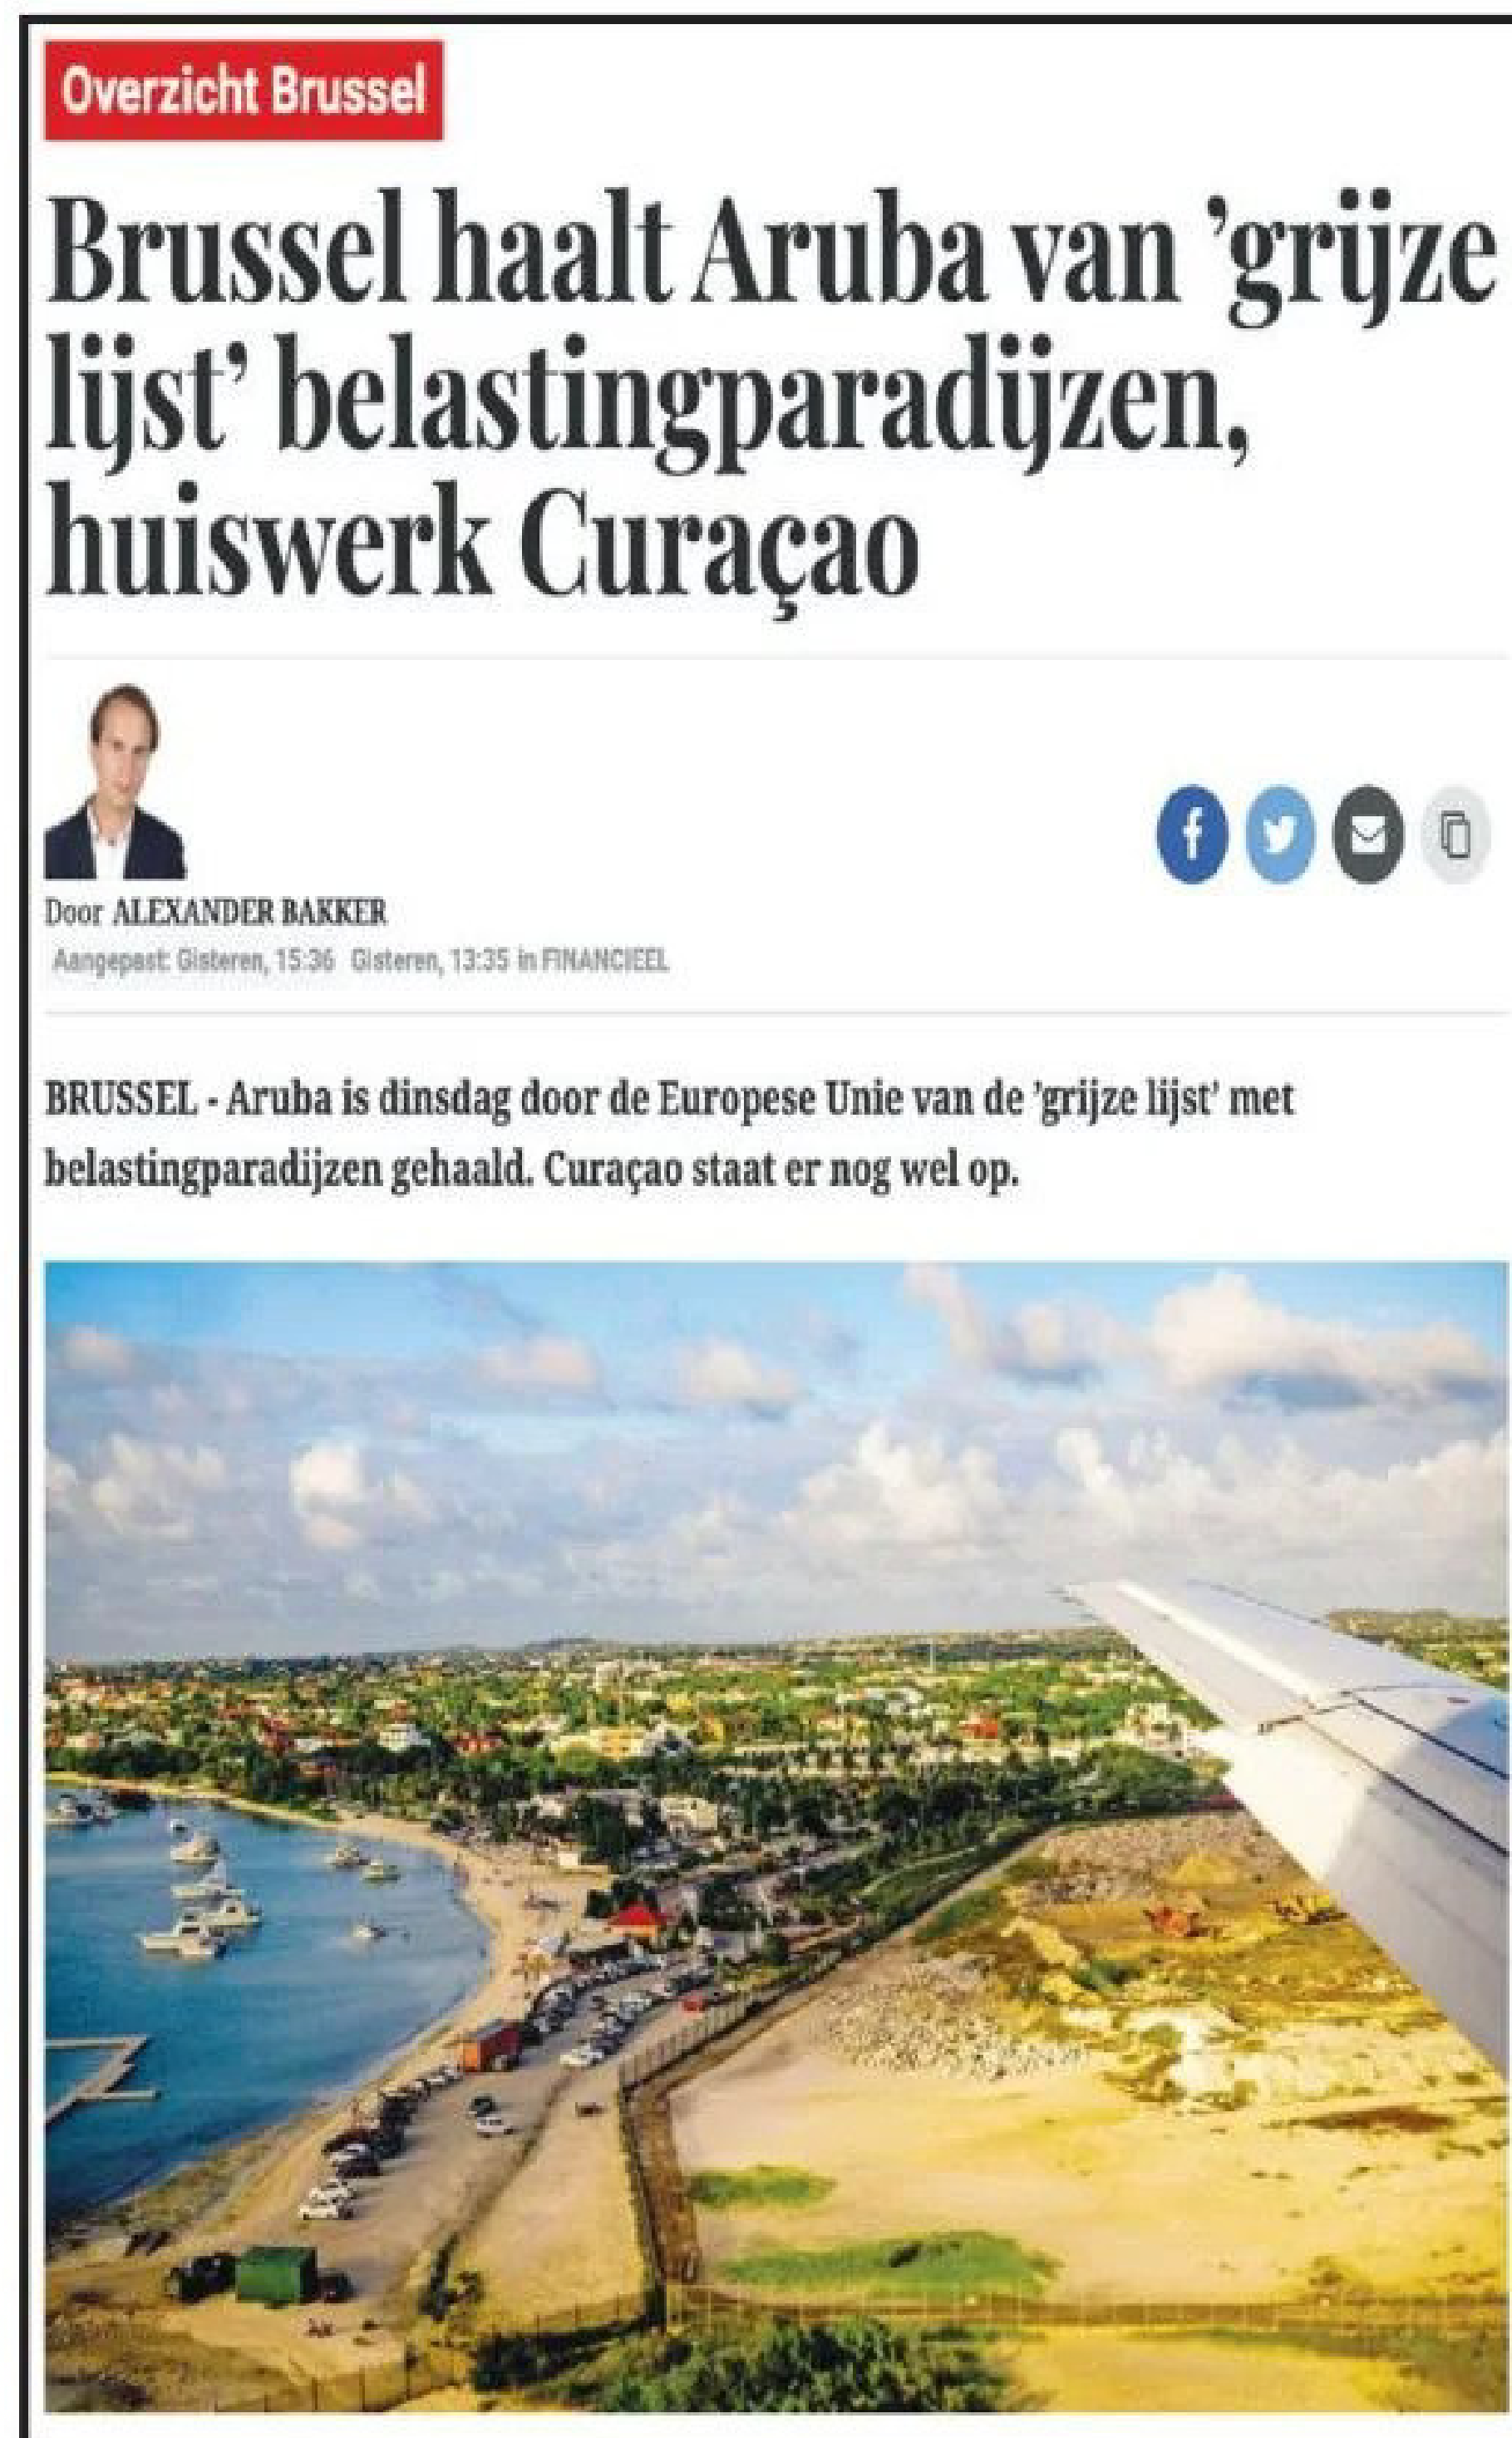 Overzicht Brussel
Brussel haalt Aruba van ’grijze
lijst’ belastingparadijzen,
huiswerk Curaçao
Door ALEXANDER BAKKER
Aangepast: Gisteren, 15:36 Gisteren, 13:35 in FINANCIEEL
BRUSSEL - Aruba is dinsdag door de Europese Unie van de ’grijze lijst’ met
belastingparadijzen gehaald. Curaçao staat er nog wel op.